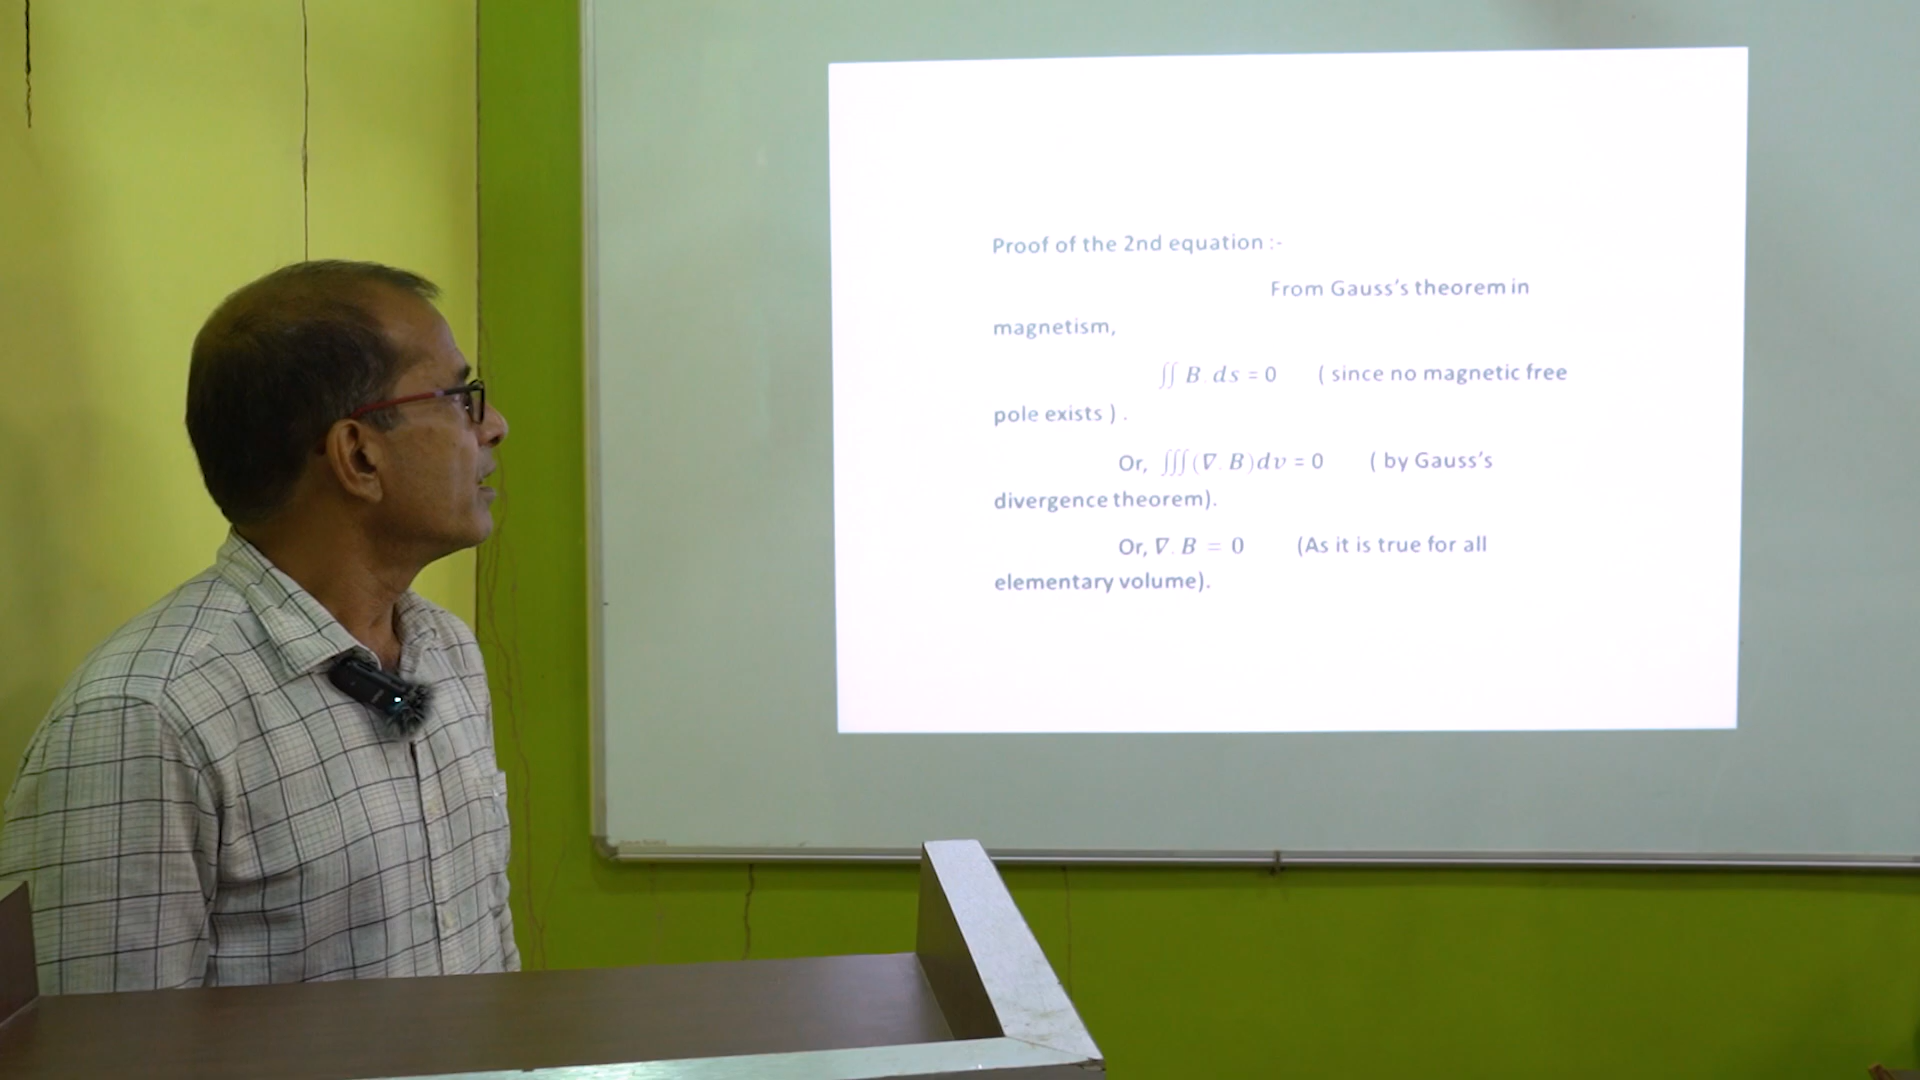 Proof of the 2nd equation :-
From Gauss's theorem in
magnetism,
∬ B. ds = 0 ( since no magnetic free
pole exists ) .
Or, ∭(∇. B)dv = 0 ( by Gauss's
divergence theorem).
Or, ∇. B = 0 (As it is true for all
elementary volume).